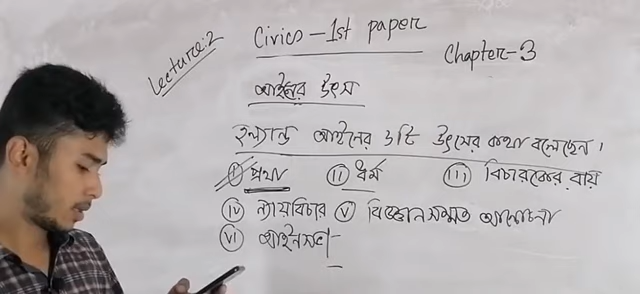 Lecture:2
Civics - 1st paper
Chapter-3
আইনের উৎস
হল্যান্ড আইনের ৬টি উৎসের কথা বলেছেন।
(i) প্রথা (ii) ধর্ম (iii) বিচারকের রায়
(iv) ন্যায়বিচার (v) বিজ্ঞানসম্মত আলোচনা
(vi) আইনসভা